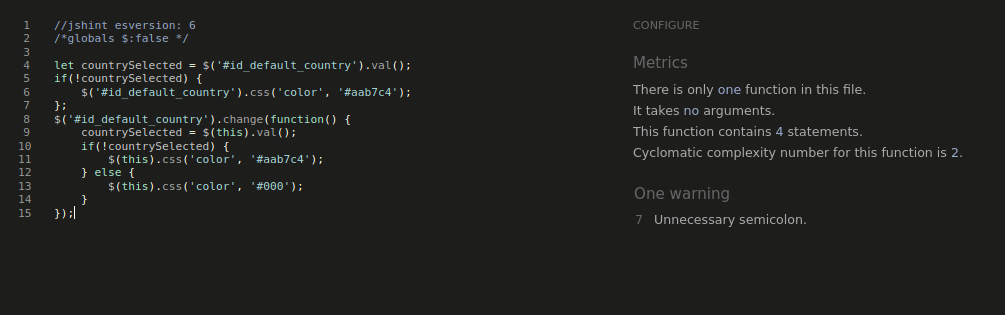 1 //jshint esversion: 6
2 /*globals $:false */
3
4 let countrySelected = $('#id_default_country').val();
5 if(!countrySelected) {
6     $('#id_default_country').css('color', '#aab7c4');
7 };
8 $('#id_default_country').change(function() {
9     countrySelected = $(this).val();
10     if(!countrySelected) {
11         $(this).css('color', '#aab7c4');
12     } else {
13         $(this).css('color', '#000');
14     }
15 });
CONFIGURE
Metrics
There is only one function in this file.
It takes no arguments.
This function contains 4 statements.
Cyclomatic complexity number for this function is 2.
One warning
7 Unnecessary semicolon.